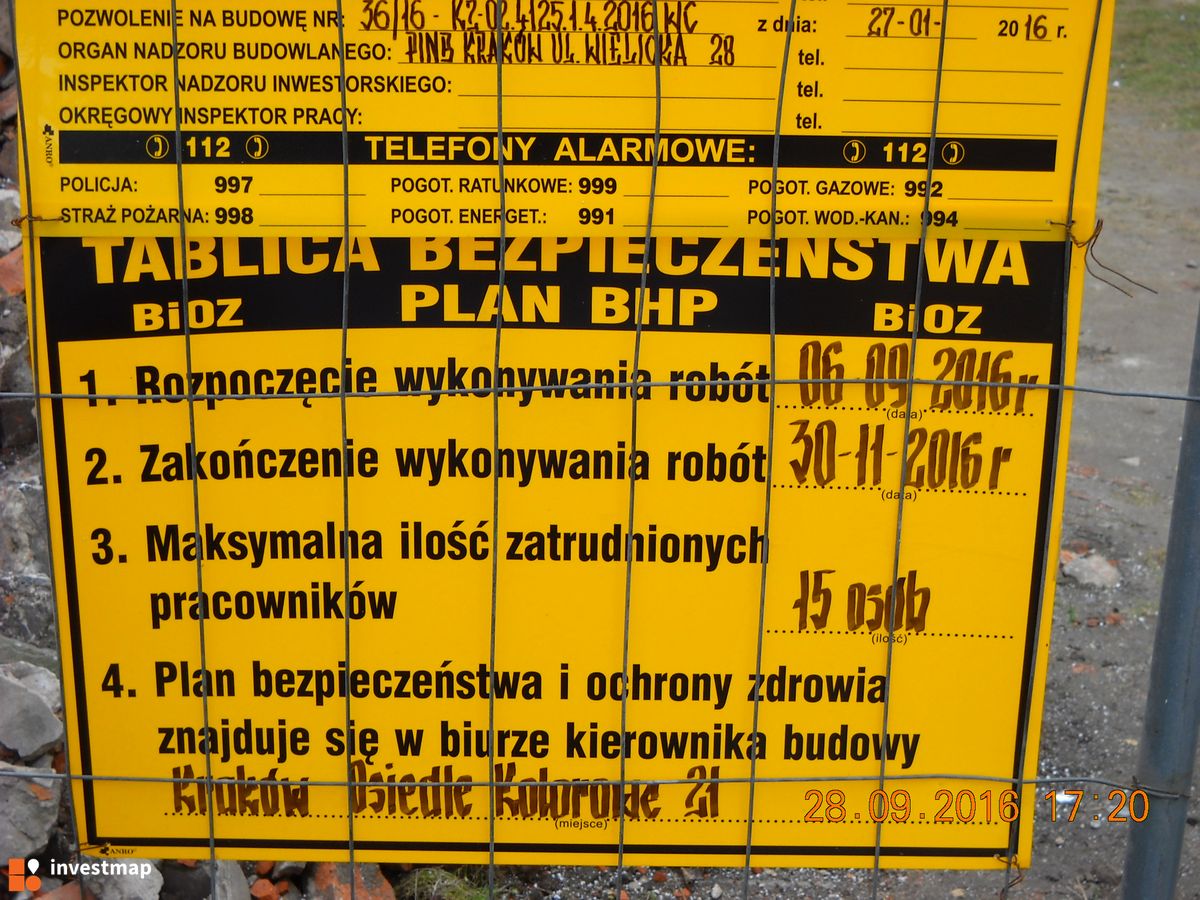 POZWOLENIE NA BUDOWĘ NR: 36/16 - KZ.02.4125.1.4.2016 WC z dnia: 27-01- 2016 r.
ORGAN NADZORU BUDOWLANEGO: PINB KRAKÓW UL. WIELICKA 28 tel.
INSPEKTOR NADZORU INWESTORSKIEGO: tel.
OKRĘGOWY INSPEKTOR PRACY: tel.
ANRO
112 TELEFONY ALARMOWE: 112
POLICJA: 997 POGOT. RATUNKOWE: 999 POGOT. GAZOWE: 992
STRAŻ POŻARNA: 998 POGOT. ENERGET.: 991 POGOT. WOD.-KAN.: 994
TABLICA BEZPIECZEŃSTWA
BiOZ PLAN BHP BiOZ
1. Rozpoczęcie wykonywania robót 06 09 2016 r
(data)
2. Zakończenie wykonywania robót 30-11-2016 r
(data)
3. Maksymalna ilość zatrudnionych
pracowników 15 osób
(ilość)
4. Plan bezpieczeństwa i ochrony zdrowia
znajduje się w biurze kierownika budowy
Kraków Osiedle Kolorowe 21
(miejsce)
28.09.2016 17:20
ANRO
investmap